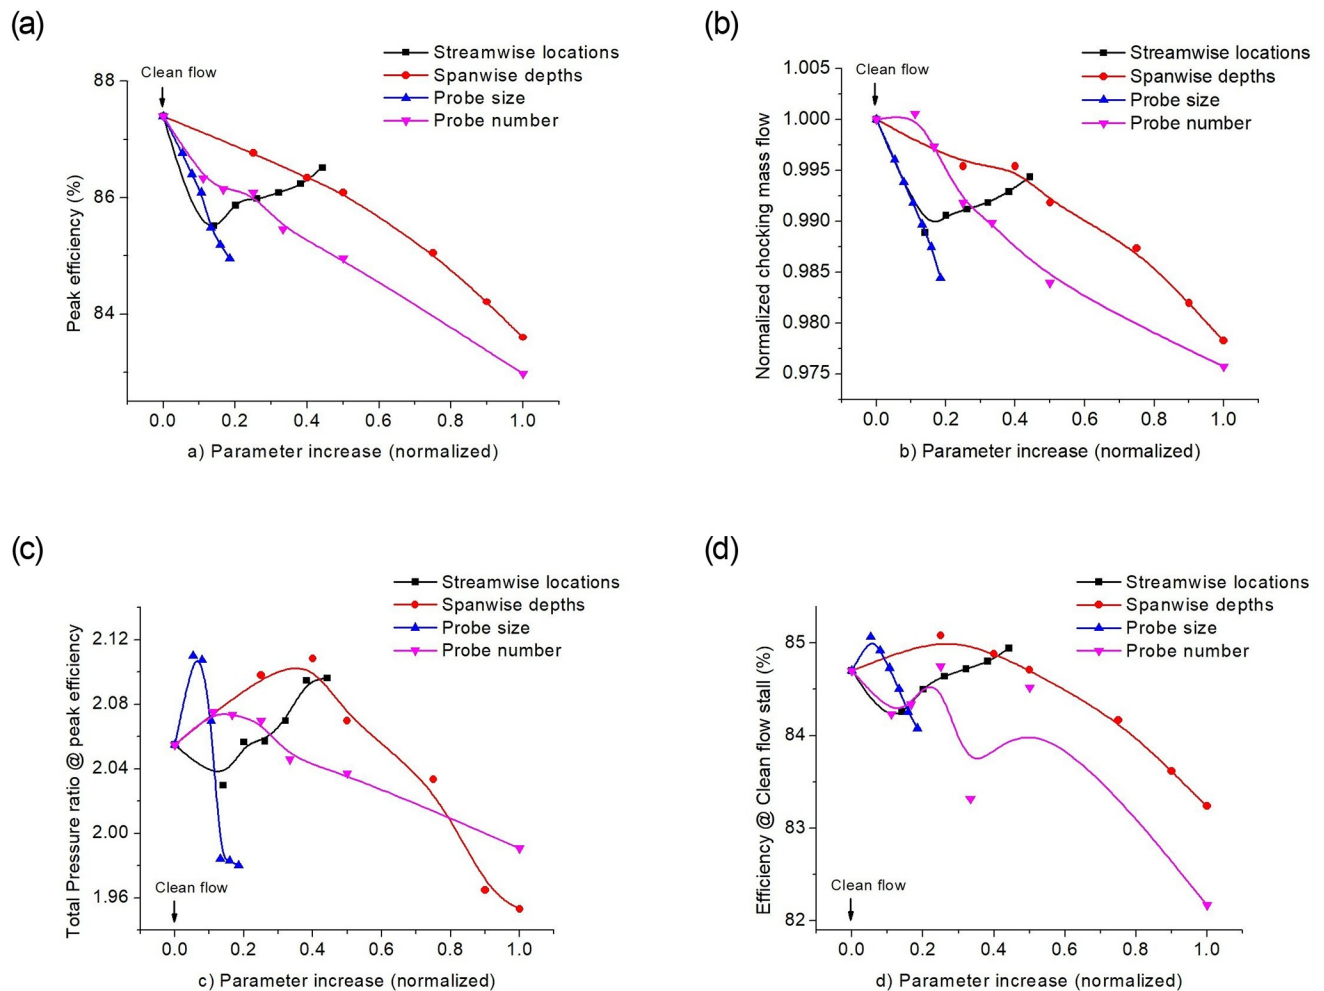 (a)
Streamwise locations
Spanwise depths
Probe size
Probe number
Clean flow
88
86
84
Peak efficiency (%)
0.0 0.2 0.4 0.6 0.8 1.0
a) Parameter increase (normalized)
(b)
Streamwise locations
Spanwise depths
Probe size
Probe number
Clean flow
1.005
1.000
0.995
0.990
0.985
0.980
0.975
Normalized chocking mass flow
0.0 0.2 0.4 0.6 0.8 1.0
b) Parameter increase (normalized)
(c)
Streamwise locations
Spanwise depths
Probe size
Probe number
2.12
2.08
2.04
2.00
1.96
Total Pressure ratio @ peak efficiency
Clean flow
0.0 0.2 0.4 0.6 0.8 1.0
c) Parameter increase (normalized)
(d)
Streamwise locations
Spanwise depths
Probe size
Probe number
85
84
83
82
Efficiency @ Clean flow stall (%)
Clean flow
0.0 0.2 0.4 0.6 0.8 1.0
d) Parameter increase (normalized)